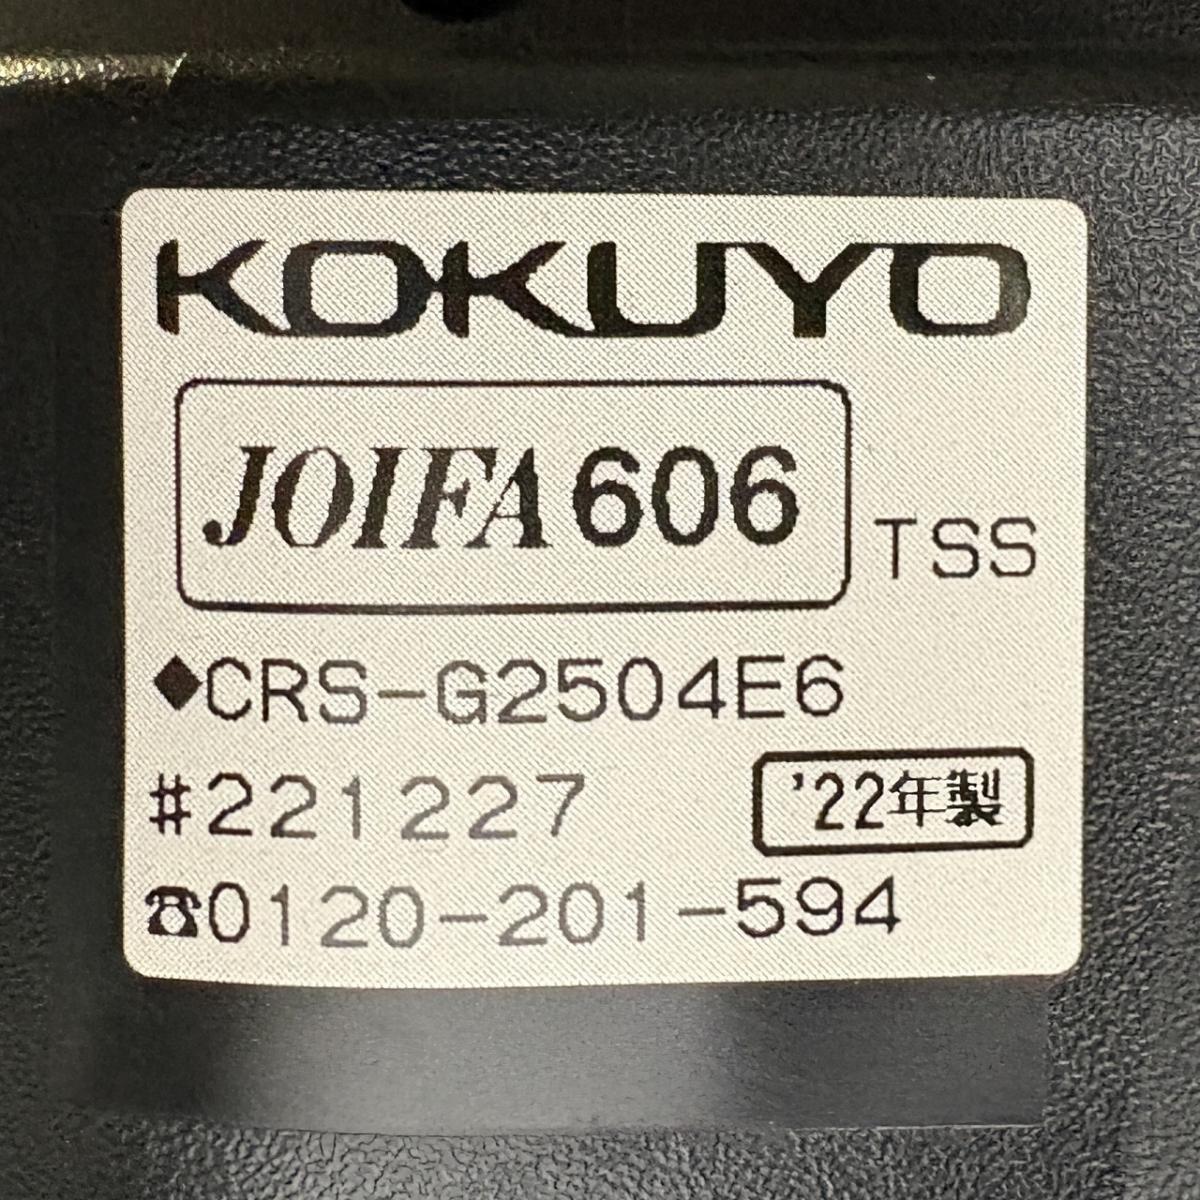 KOKUYO
JOIFA 606 TSS
◆CRS-G2504E6
#221227 '22年製
☎0120-201-594